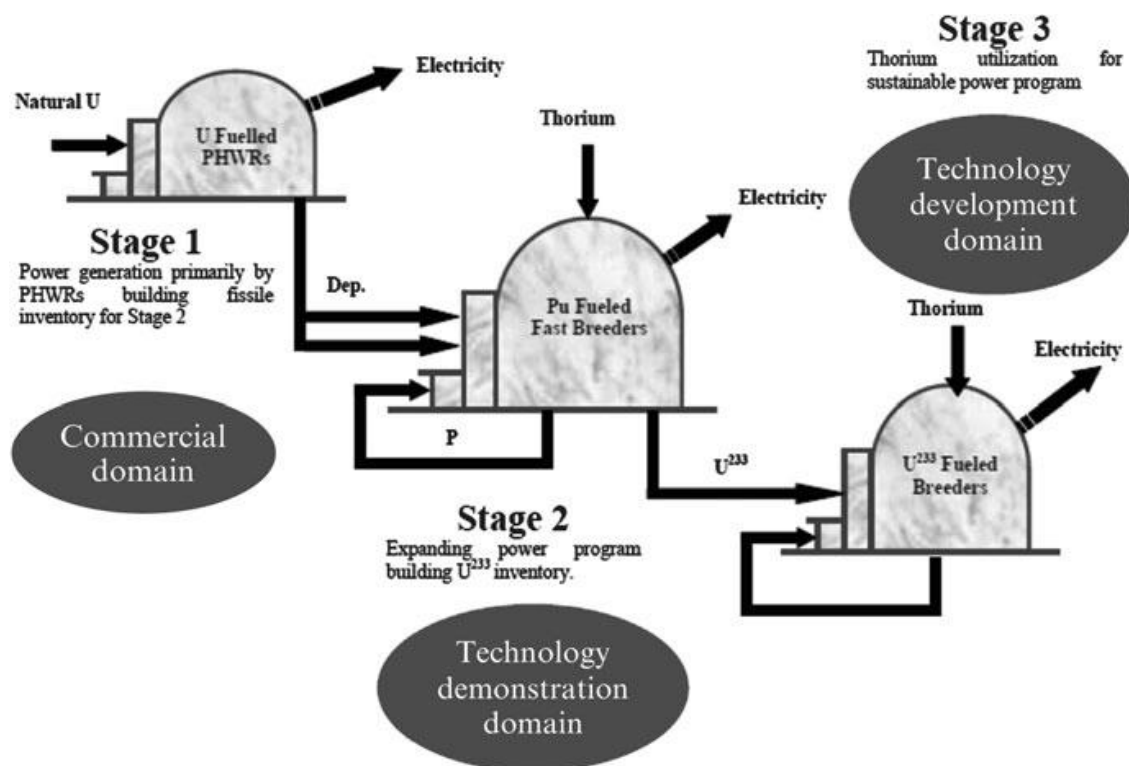 Natural U
U Fuelled
PHWRs
Electricity
Stage 1
Power generation primarily by
PHWRs building fissile
inventory for Stage 2
Commercial
domain
Dep.
Thorium
Pu Fueled
Fast Breeders
Electricity
P
U²³³
Stage 2
Expanding power program
building U²³³ inventory.
Technology
demonstration
domain
Stage 3
Thorium utilization for
sustainable power program
Technology
development
domain
Thorium
Electricity
U²³³ Fueled
Breeders